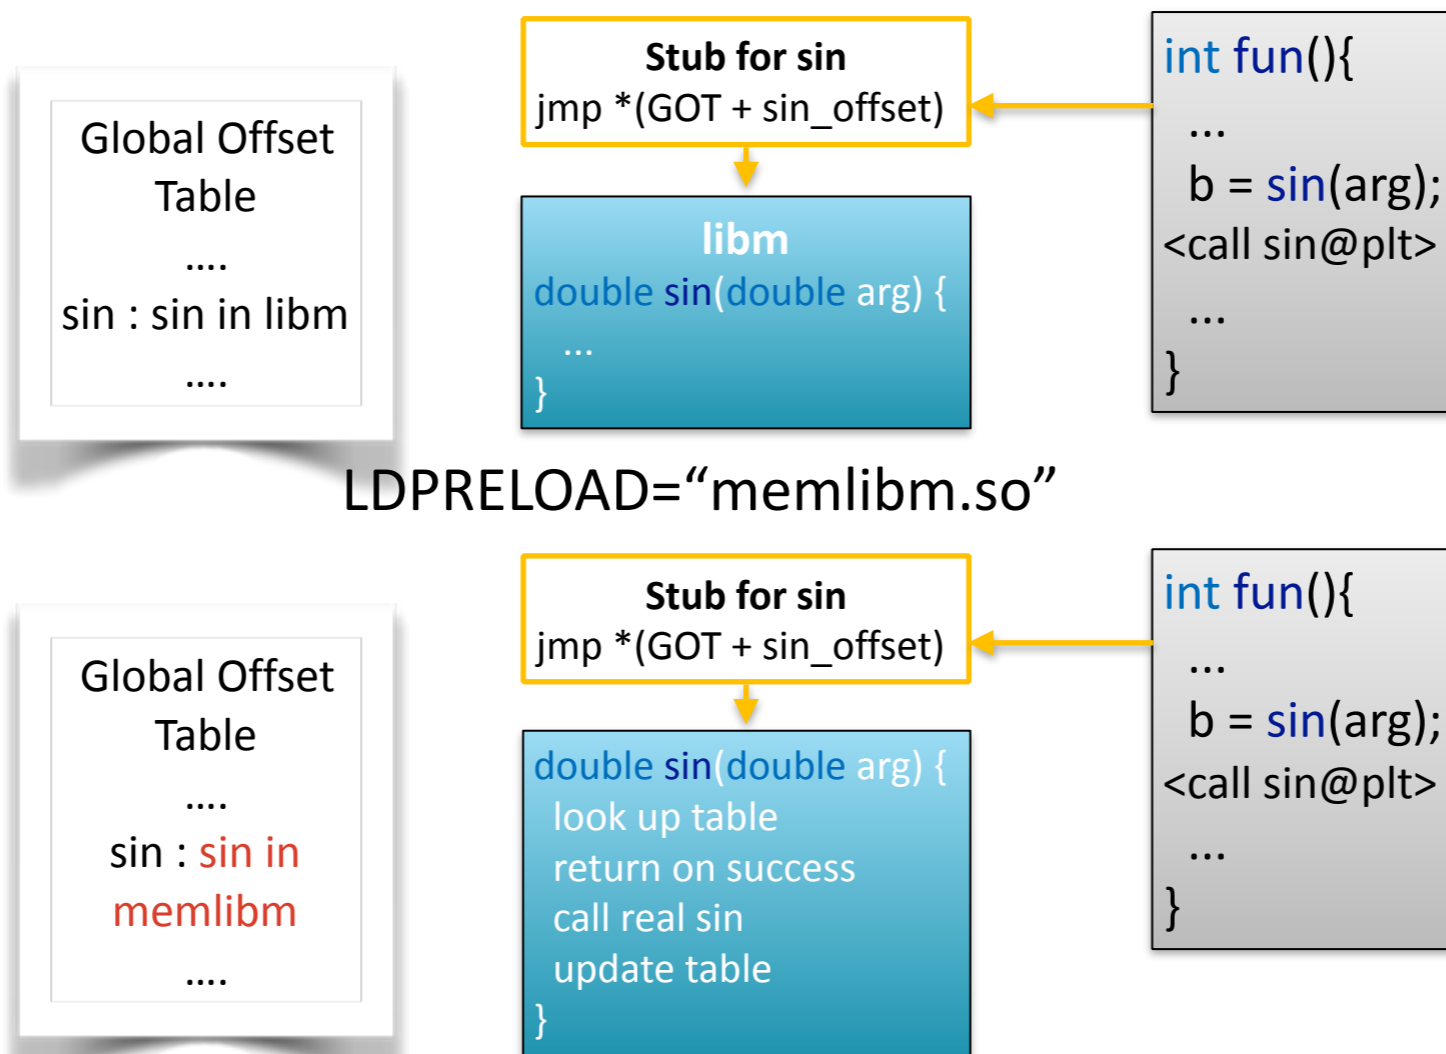 Global Offset
Table
....
sin : sin in libm
....
Stub for sin
jmp *(GOT + sin_offset)
libm
double sin(double arg) {
...
}
int fun(){
...
b = sin(arg);
<call sin@plt>
...
}
LDPRELOAD=“memlibm.so”
Global Offset
Table
....
sin : sin in
memlibm
....
Stub for sin
jmp *(GOT + sin_offset)
double sin(double arg) {
look up table
return on success
call real sin
update table
}
int fun(){
...
b = sin(arg);
<call sin@plt>
...
}